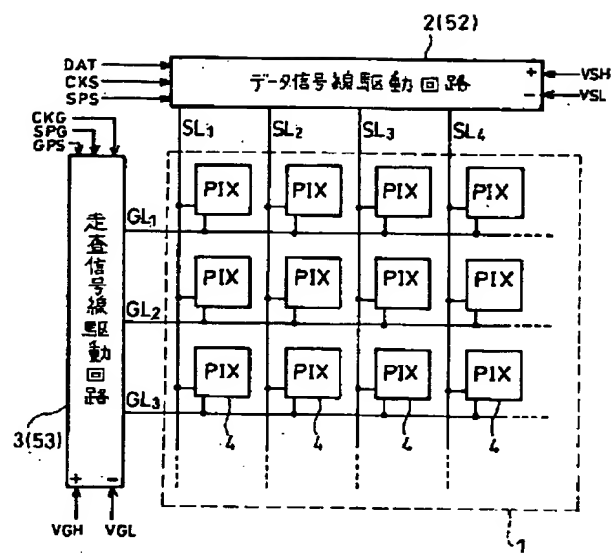 2(52)
DAT
CKS
SPS
データ信号線駆動回路
+
−
VSH
VSL
CKG
SPG
GPS
SL1
SL2
SL3
SL4
走査信号線駆動回路
GL1
PIX PIX PIX PIX
GL2
PIX PIX PIX PIX
GL3
PIX PIX PIX PIX
4 4 4 4
3(53)
+ −
VGH VGL
1